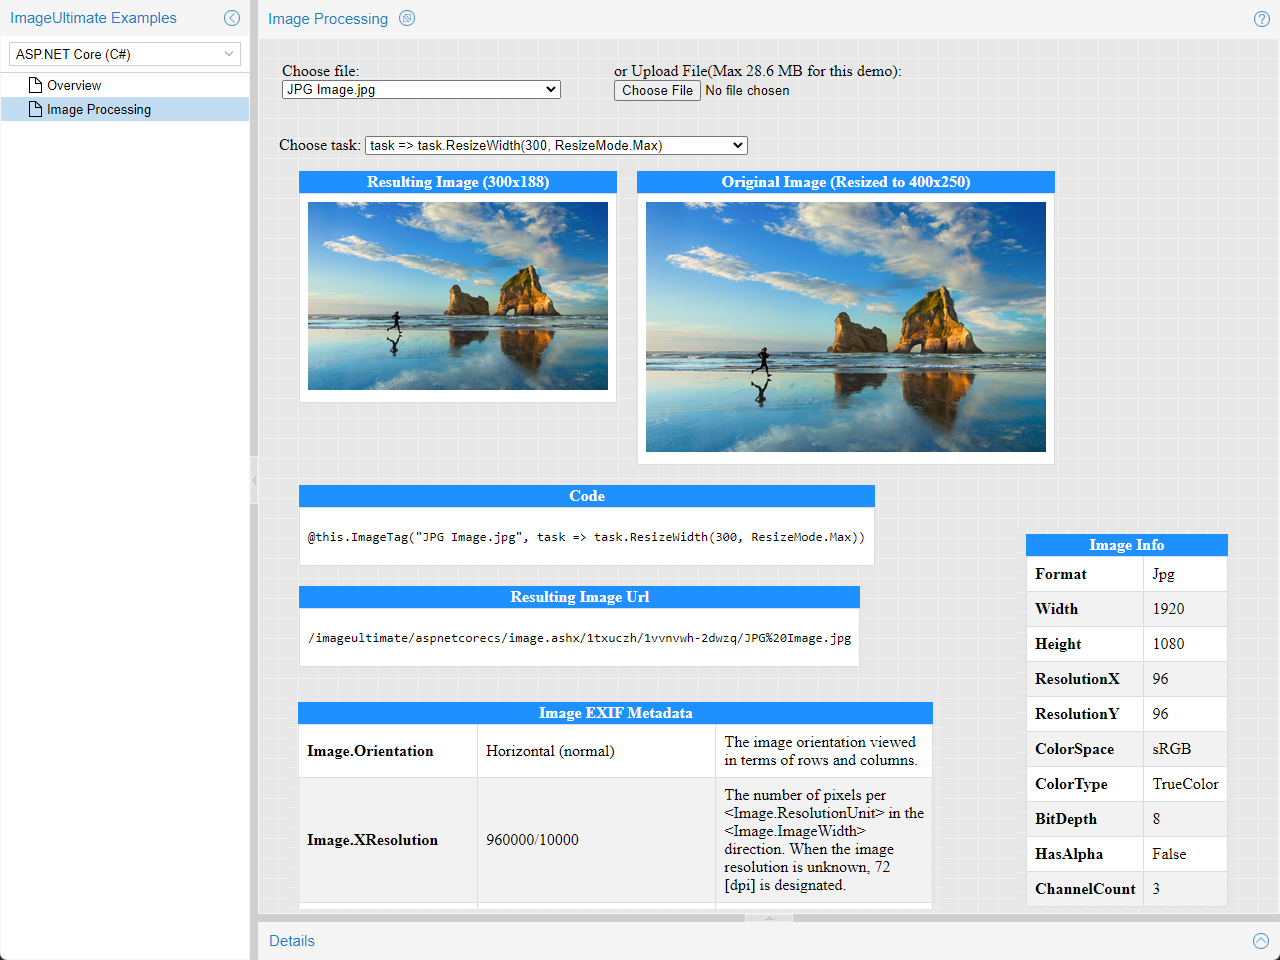 ImageUltimate Examples
ASP.NET Core (C#)
Overview
Image Processing
Image Processing
Choose file:
JPG Image.jpg
or Upload File(Max 28.6 MB for this demo):
Choose File No file chosen
Choose task: task => task.ResizeWidth(300, ResizeMode.Max)
Resulting Image (300x188)
Original Image (Resized to 400x250)
Code
@this.ImageTag("JPG Image.jpg", task => task.ResizeWidth(300, ResizeMode.Max))
Resulting Image Url
/imageultimate/aspnetcorecs/image.ashx/1txuczh/1vvnvwh-2dwzq/JPG%20Image.jpg
Image EXIF Metadata
Image.Orientation
Horizontal (normal)
The image orientation viewed
in terms of rows and columns.
Image.XResolution
960000/10000
The number of pixels per
<Image.ResolutionUnit> in the
<Image.ImageWidth>
direction. When the image
resolution is unknown, 72
[dpi] is designated.
Image Info
Format Jpg
Width 1920
Height 1080
ResolutionX 96
ResolutionY 96
ColorSpace sRGB
ColorType TrueColor
BitDepth 8
HasAlpha False
ChannelCount 3
Details